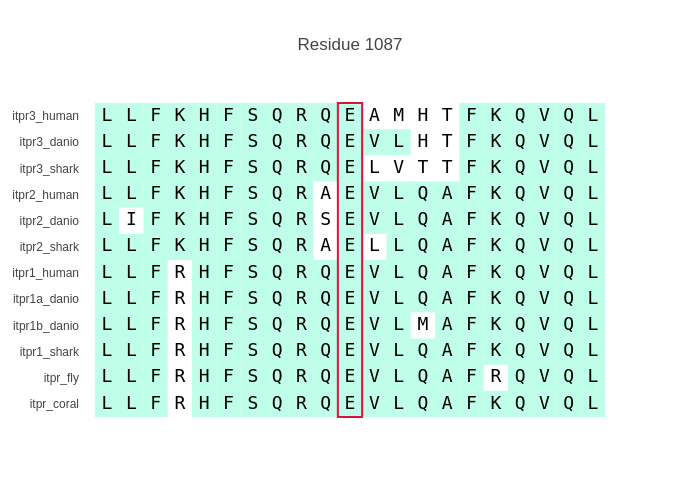 Residue 1087
itpr3_human L L F K H F S Q R Q E A M H T F K Q V Q L
itpr3_danio L L F K H F S Q R Q E V L H T F K Q V Q L
itpr3_shark L L F K H F S Q R Q E L V T T F K Q V Q L
itpr2_human L L F K H F S Q R A E V L Q A F K Q V Q L
itpr2_danio L I F K H F S Q R S E V L Q A F K Q V Q L
itpr2_shark L L F K H F S Q R A E L L Q A F K Q V Q L
itpr1_human L L F R H F S Q R Q E V L Q A F K Q V Q L
itpr1a_danio L L F R H F S Q R Q E V L Q A F K Q V Q L
itpr1b_danio L L F R H F S Q R Q E V L M A F K Q V Q L
itpr1_shark L L F R H F S Q R Q E V L Q A F K Q V Q L
itpr_fly L L F R H F S Q R Q E V L Q A F R Q V Q L
itpr_coral L L F R H F S Q R Q E V L Q A F K Q V Q L